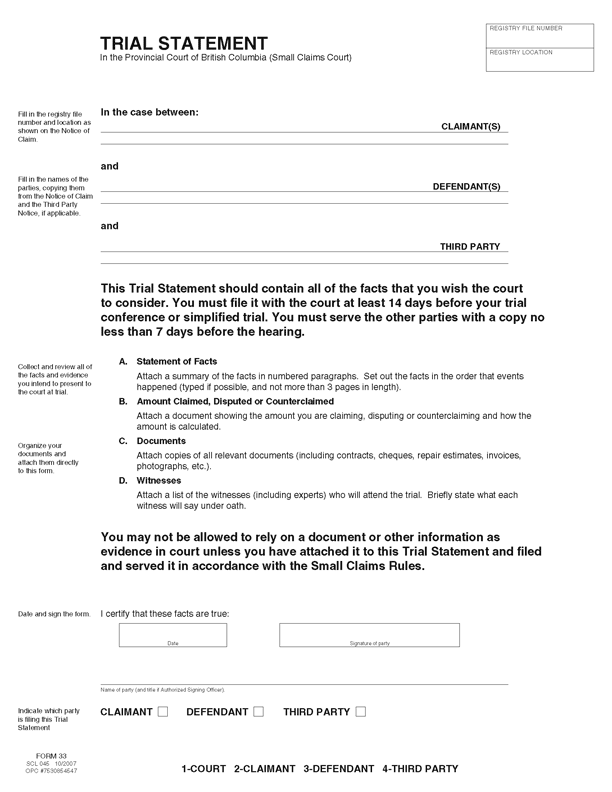 TRIAL STATEMENT
In the Provincial Court of British Columbia (Small Claims Court)
REGISTRY FILE NUMBER
REGISTRY LOCATION
Fill in the registry file
number and location as
shown on the Notice of
Claim.
In the case between:
CLAIMANT(S)
and
Fill in the names of the
parties, copying them
from the Notice of Claim
and the Third Party
Notice, if applicable.
DEFENDANT(S)
and
THIRD PARTY
This Trial Statement should contain all of the facts that you wish the court
to consider. You must file it with the court at least 14 days before your trial
conference or simplified trial. You must serve the other parties with a copy no
less than 7 days before the hearing.
Collect and review all of
the facts and evidence
you intend to present to
the court at trial.
A. Statement of Facts
Attach a summary of the facts in numbered paragraphs. Set out the facts in the order that events
happened (typed if possible, and not more than 3 pages in length).
B. Amount Claimed, Disputed or Counterclaimed
Attach a document showing the amount you are claiming, disputing or counterclaiming and how the
amount is calculated.
Organize your
documents and
attach them directly
to this form.
C. Documents
Attach copies of all relevant documents (including contracts, cheques, repair estimates, invoices,
photographs, etc.).
D. Witnesses
Attach a list of the witnesses (including experts) who will attend the trial. Briefly state what each
witness will say under oath.
You may not be allowed to rely on a document or other information as
evidence in court unless you have attached it to this Trial Statement and filed
and served it in accordance with the Small Claims Rules.
Date and sign the form.
I certify that these facts are true:
Date
Signature of party
Name of party (and title if Authorized Signing Officer).
Indicate which party
is filing this Trial
Statement
CLAIMANT DEFENDANT THIRD PARTY
FORM 33
SCL 045 10/2007
OPC #7530854547
1-COURT 2-CLAIMANT 3-DEFENDANT 4-THIRD PARTY